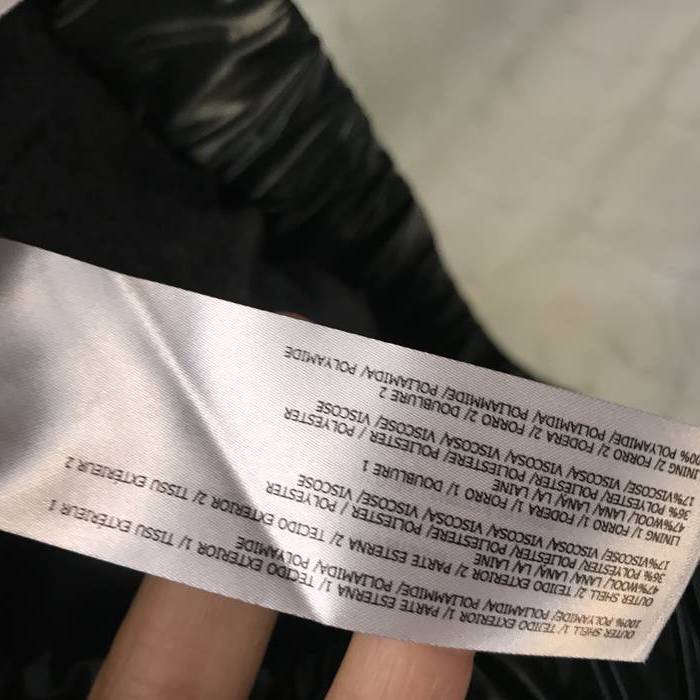 OUTER SHELL 1/ TEJIDO EXTERIOR 1/ PARTE ESTERNA 1/ TECIDO EXTERIOR 1/ TISSU EXTÉRIEUR 1
100% POLYAMIDE/ POLIAMIDA/ POLIAMMIDE/ POLIAMIDA/ POLYAMIDE
OUTER SHELL 2/ TEJIDO EXTERIOR 2/ PARTE ESTERNA 2/ TECIDO EXTERIOR 2/ TISSU EXTÉRIEUR 2
47%WOOL/ LANA/ LANA/ LÃ/ LAINE
36% POLYESTER/ POLIESTER/ POLIESTERE/ POLIESTER / POLYESTER
17%VISCOSE/ VISCOSA/ VISCOSA/ VISCOSE/ VISCOSE
LINING 1/ FORRO 1/ FODERA 1/ FORRO 1/ DOUBLURE 1
47%WOOL/ LANA/ LANA/ LÃ/ LAINE
36% POLYESTER/ POLIESTER/ POLIESTERE/ POLIESTER / POLYESTER
17%VISCOSE/ VISCOSA/ VISCOSA/ VISCOSE/ VISCOSE
LINING 2/ FORRO 2/ FODERA 2/ FORRO 2/ DOUBLURE 2
100% POLYAMIDE/ POLIAMIDA/ POLIAMMIDE/ POLIAMIDA/ POLYAMIDE